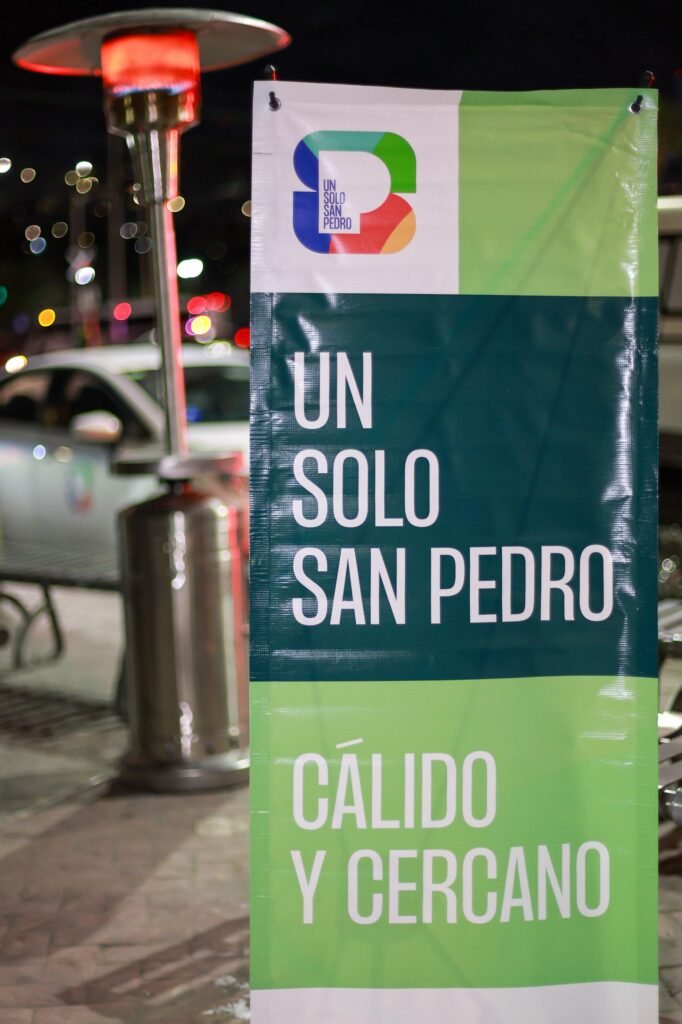 UN
SOLO
SAN
PEDRO
UN
SOLO
SAN PEDRO
CÁLIDO
Y CERCANO